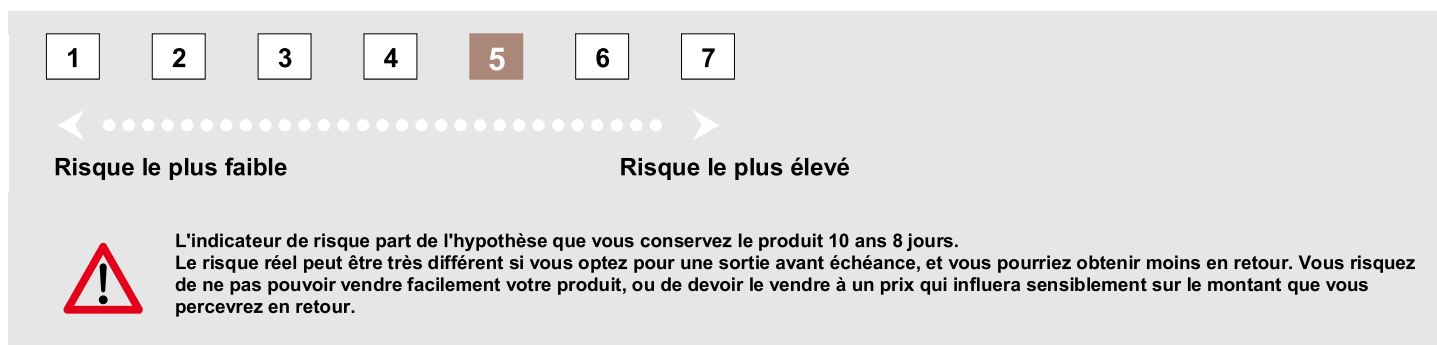 1 2 3 4 5 6 7
Risque le plus faible Risque le plus élevé
L'indicateur de risque part de l'hypothèse que vous conservez le produit 10 ans 8 jours.
Le risque réel peut être très différent si vous optez pour une sortie avant échéance, et vous pourriez obtenir moins en retour. Vous risquez
de ne pas pouvoir vendre facilement votre produit, ou de devoir le vendre à un prix qui influera sensiblement sur le montant que vous
percevrez en retour.